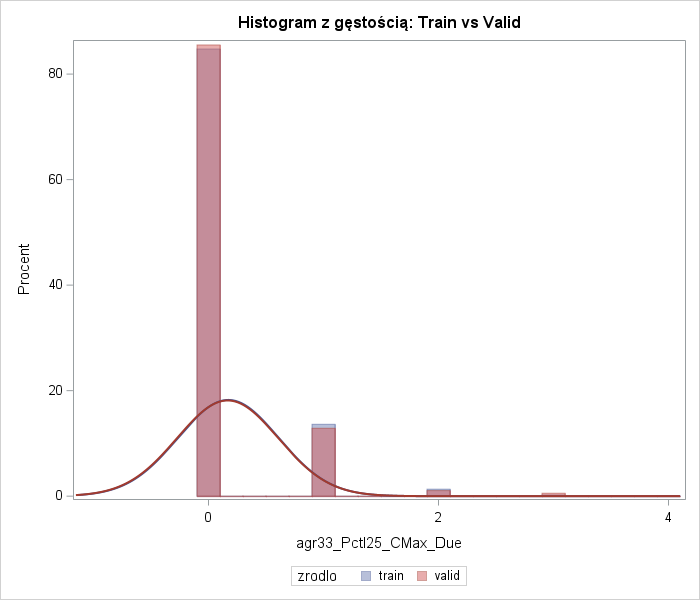 Histogram z gęstością: Train vs Valid
80
60
40
20
0
Procent
0 2 4
agr33_Pctl25_CMax_Due
zrodlo train valid